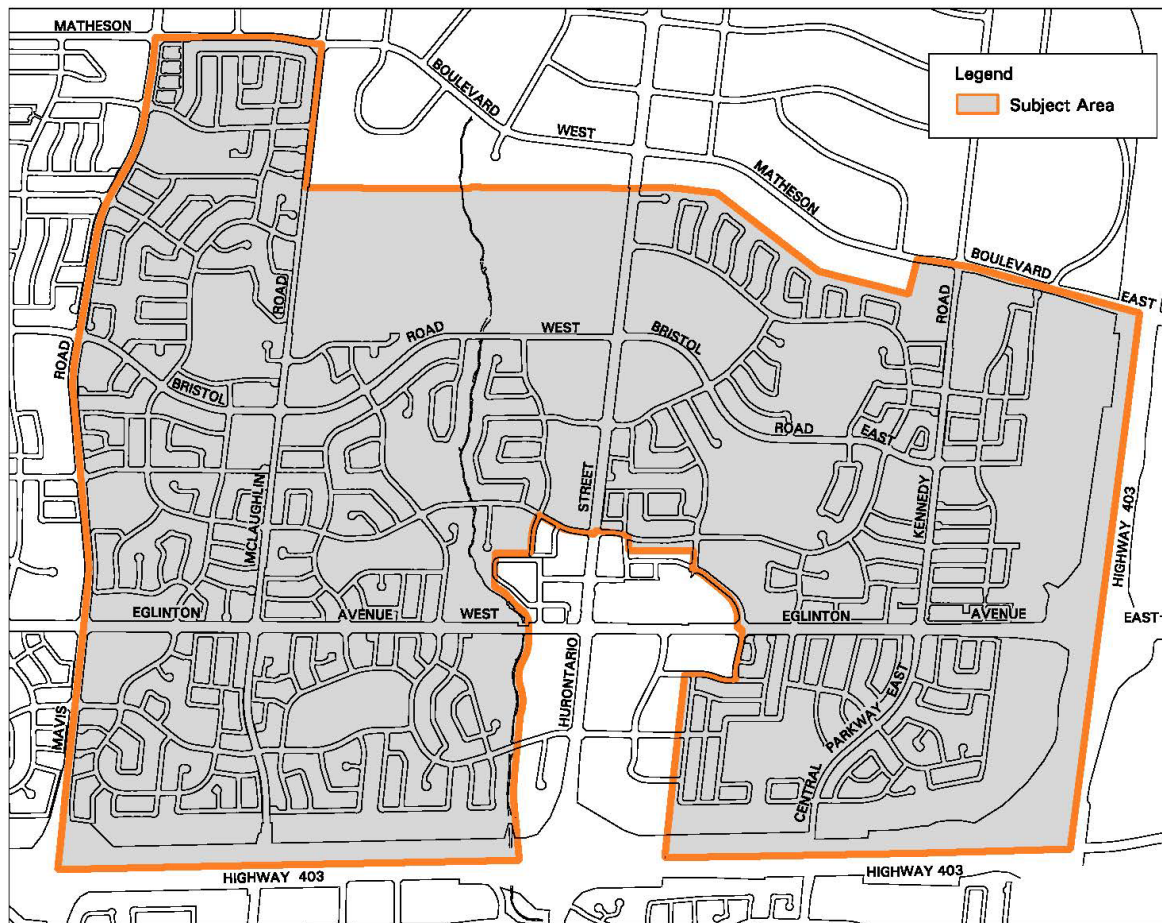 MATHESON
BOULEVARD
WEST
MATHESON
BOULEVARD
EAST
Legend
Subject Area
ROAD
ROAD
ROAD
WEST
BRISTOL
ROAD
ROAD
BRISTOL
ROAD
EAST
MCLAUGHLIN
STREET
KENNEDY
HIGHWAY 403
EGLINTON
AVENUE
WEST
EGLINTON
AVENUE
EAST
MAVIS
HURONTARIO
CENTRAL
PARKWAY
EAST
HIGHWAY 403
HIGHWAY 403